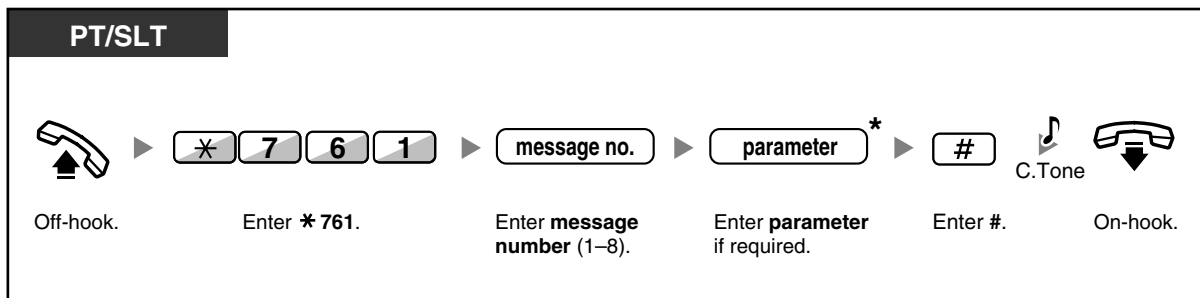 PT/SLT
* 7 6 1 message no. parameter * # C.Tone
Off-hook. Enter * 761. Enter message number (1–8). Enter parameter if required. Enter #. On-hook.